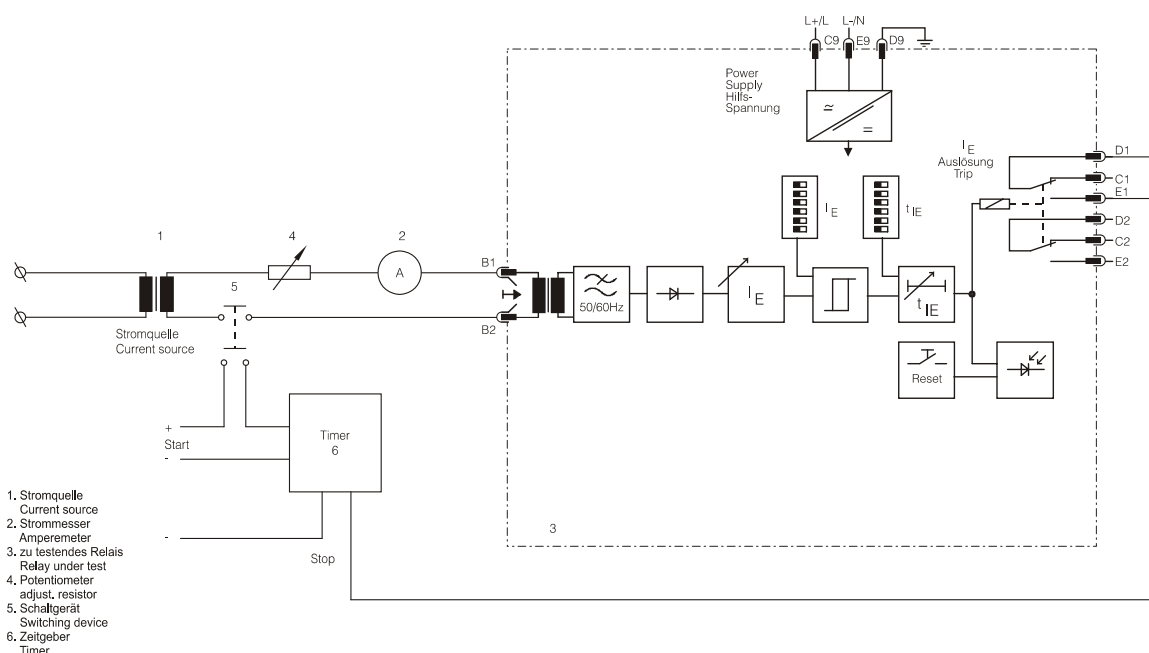 L+/L L-/N
C9 E9 D9
Power
Supply
Hilfs-
Spannung
≃
=
I E
Auslösung
Trip
D1
C1
E1
D2
C2
E2
I E
t IE
1
4
2
5
A
B1
B2
50/60Hz
I E
t IE
Reset
Stromquelle
Current source
+
Start
-
-
Timer
6
Stop
3
1. Stromquelle
Current source
2. Strommesser
Amperemeter
3. zu testendes Relais
Relay under test
4. Potentiometer
adjust. resistor
5. Schaltgerät
Switching device
6. Zeitgeber
Timer